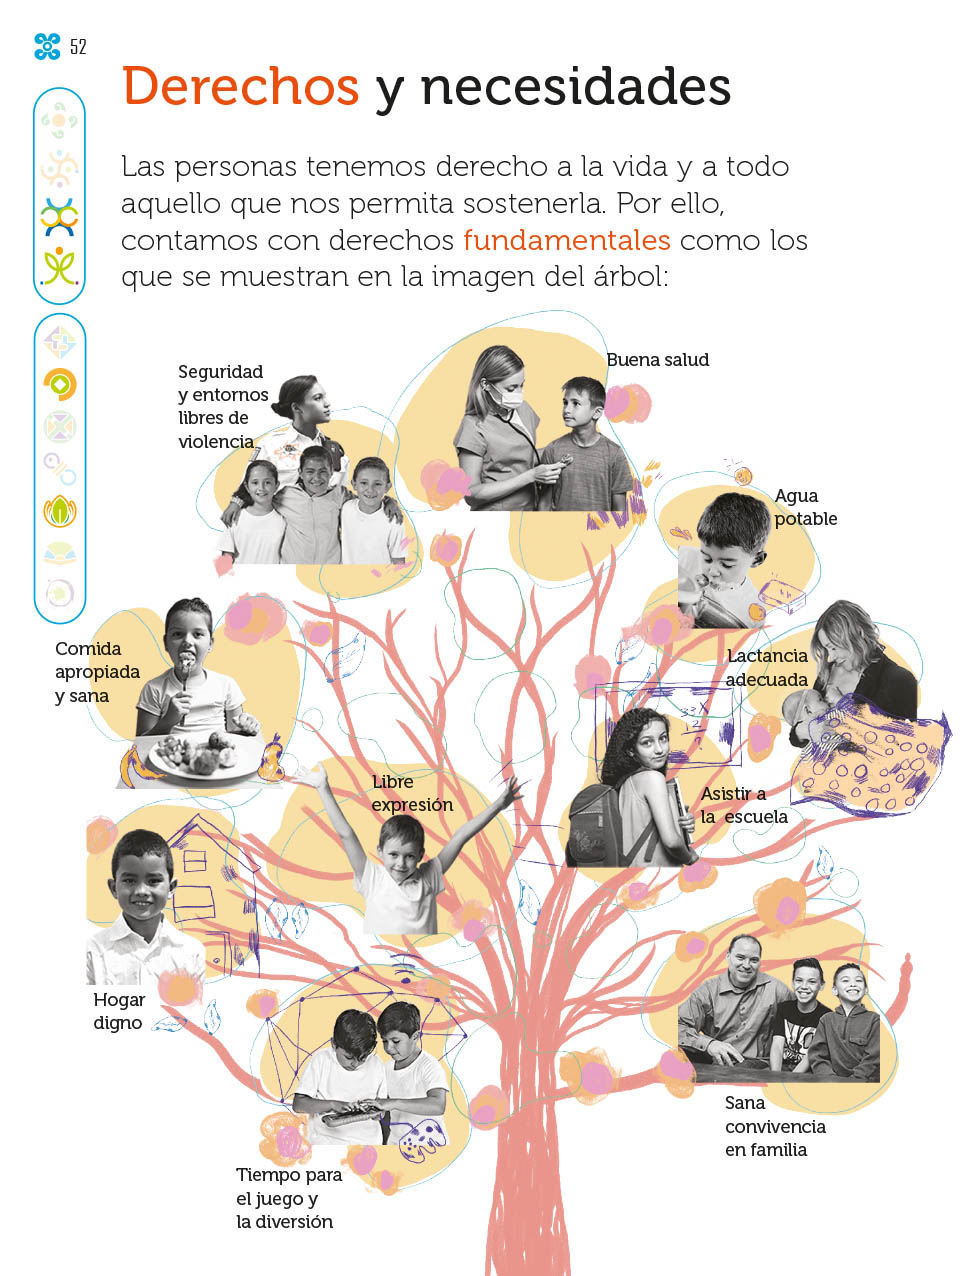 52
Derechos y necesidades
Las personas tenemos derecho a la vida y a todo
aquello que nos permita sostenerla. Por ello,
contamos con derechos fundamentales como los
que se muestran en la imagen del árbol:
Seguridad
y entornos
libres de
violencia
Buena salud
Agua
potable
Comida
apropiada
y sana
Lactancia
adecuada
Libre
expresión
Asistir a
la escuela
Hogar
digno
Sana
convivencia
en familia
Tiempo para
el juego y
la diversión